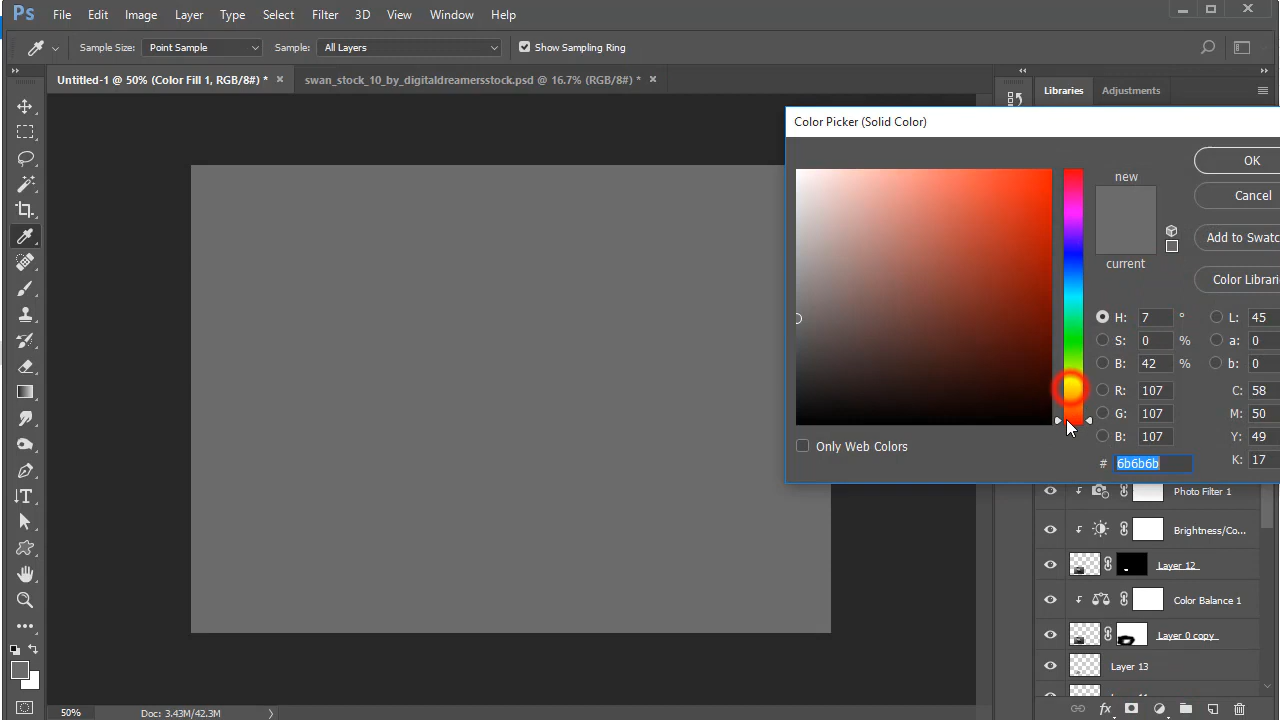 Ps File Edit Image Layer Type Select Filter 3D View Window Help
Sample Size: Point Sample Sample: All Layers Show Sampling Ring
Untitled-1 @ 50% (Color Fill 1, RGB/8#) * × swan_stock_10_by_digitaldreamersstock.psd @ 16.7% (RGB/8#) * ×
Libraries Adjustments
Color Picker (Solid Color)
OK
new
Cancel
Add to Swatc
current
Color Librari
H: 7 ° L: 45
S: 0 % a: 0
B: 42 % b: 0
R: 107 C: 58
G: 107 M: 50
B: 107 Y: 49
Only Web Colors
# 6b6b6b K: 17
Photo Filter 1
Brightness/Co...
Layer 12
Color Balance 1
Layer 0 copy
Layer 13
50% Doc: 3.43M/42.3M
fx